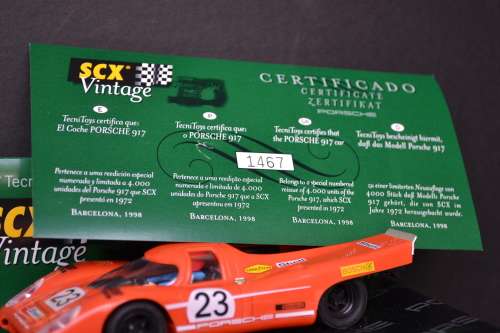 SCX
Vintage
CERTIFICADO
CERTIFICATE
ZERTIFIKAT
PORSCHE
E
TecniToys certifica que:
El Coche PORSCHE 917
Pertenece a una reedición especial
numerada y limitada a 4.000
unidades del Porsche 917 que SCX
presentó en 1972
BARCELONA, 1998
TecniToys certifica que:
o PORSCHE 917
Pertenece a uma reedição especial
numerada e limitada de 4.000
unidades do Porsche 917 que a SCX
apresentou em 1972
BARCELONA, 1998
TecniToys certifies that
the PORSCHE 917 car
Belongs to a special numbered
reissue of 4.000 units of the
Porsche 917, which SCX
presented in 1972
BARCELONA, 1998
TecniToys bescheinigt hiermit,
daß das Modell Porsche 917
zu einer limitierten Neuauflage von
4000 Stück des Porsche 917
gehört, die von SCX im
Jahre 1972 herausgebracht wurde.
BARCELONA, 1998
1467
Tecni
SCX
Vintage
23
23
PORSCHE